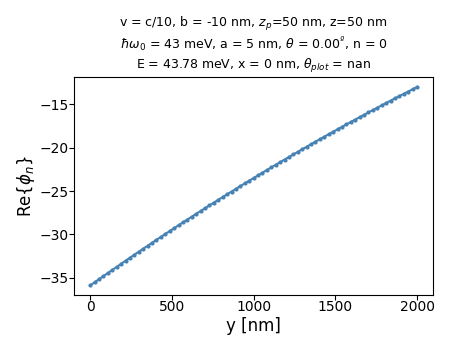 v = c/10, b = -10 nm, z_p=50 nm, z=50 nm
ℏω₀ = 43 meV, a = 5 nm, θ = 0.00°, n = 0
E = 43.78 meV, x = 0 nm, θ_plot = nan
Re{ϕ_n}
−15
−20
−25
−30
−35
0 500 1000 1500 2000
y [nm]